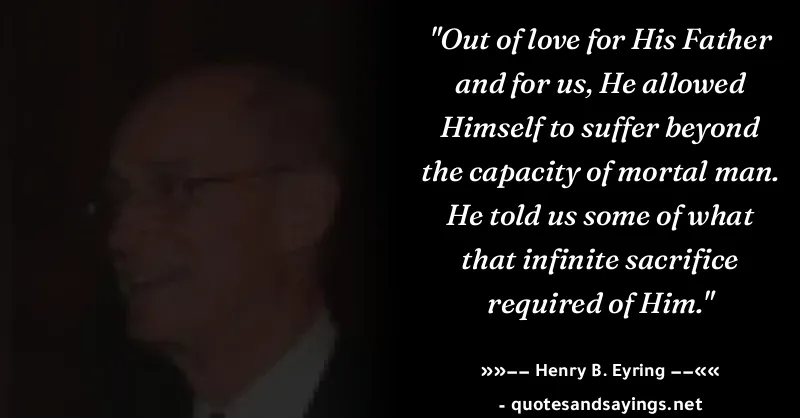 "Out of love for His Father
and for us, He allowed
Himself to suffer beyond
the capacity of mortal man.
He told us some of what
that infinite sacrifice
required of Him."
»»−− Henry B. Eyring −−««
- quotesandsayings.net